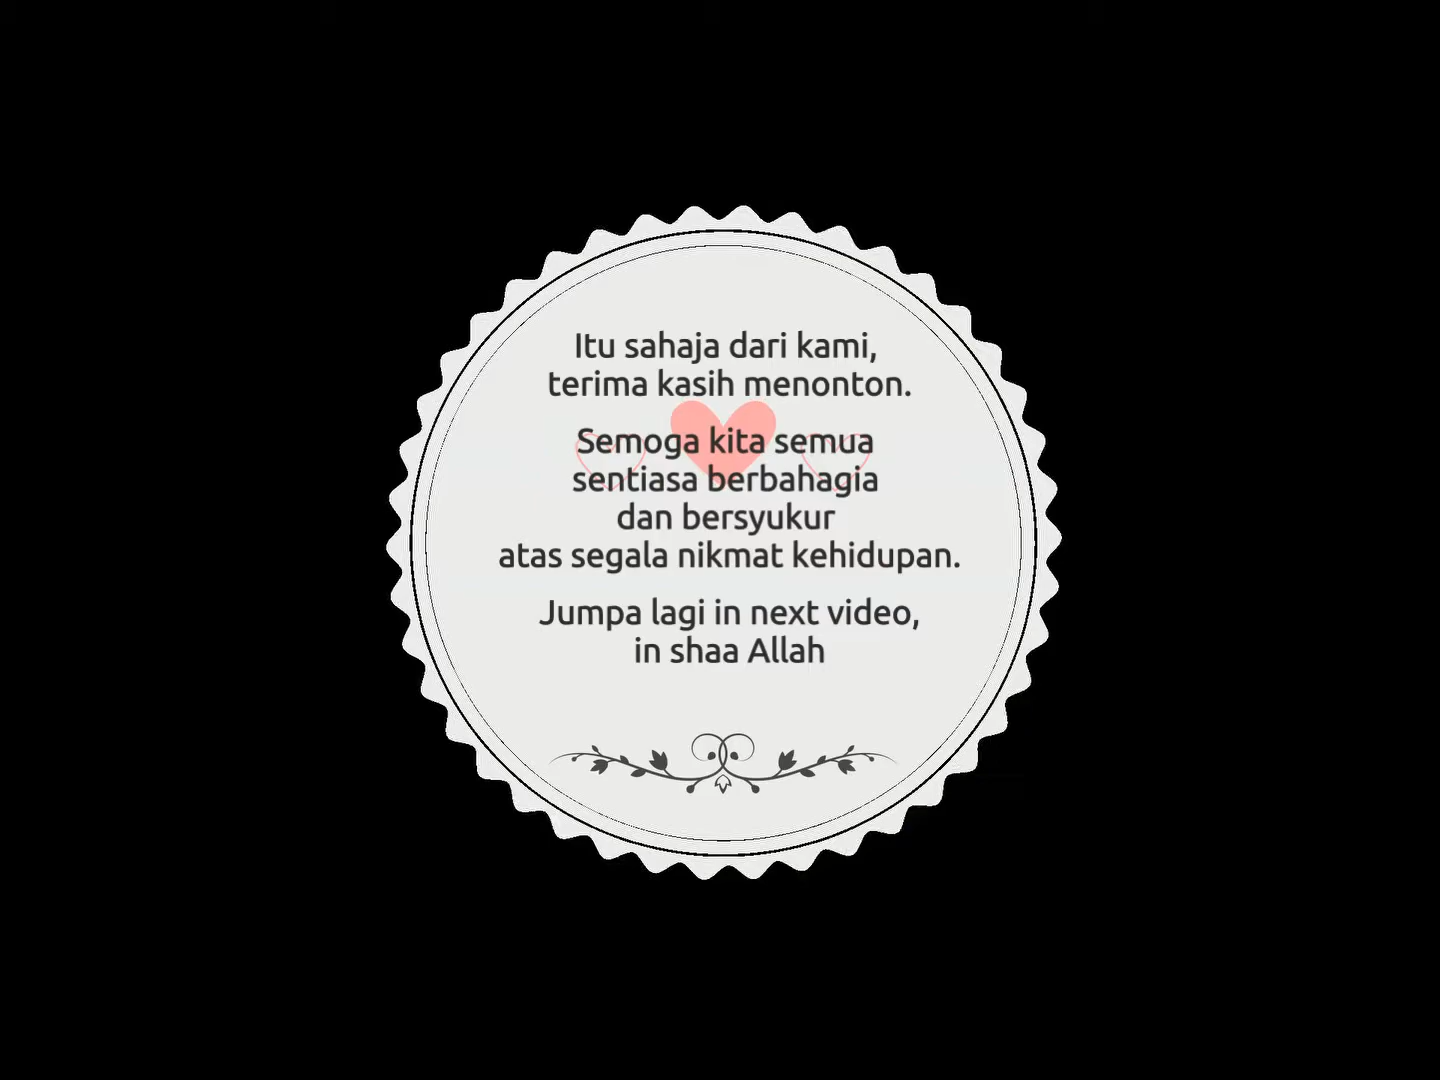 Itu sahaja dari kami,
terima kasih menonton.
Semoga kita semua
sentiasa berbahagia
dan bersyukur
atas segala nikmat kehidupan.
Jumpa lagi in next video,
in shaa Allah